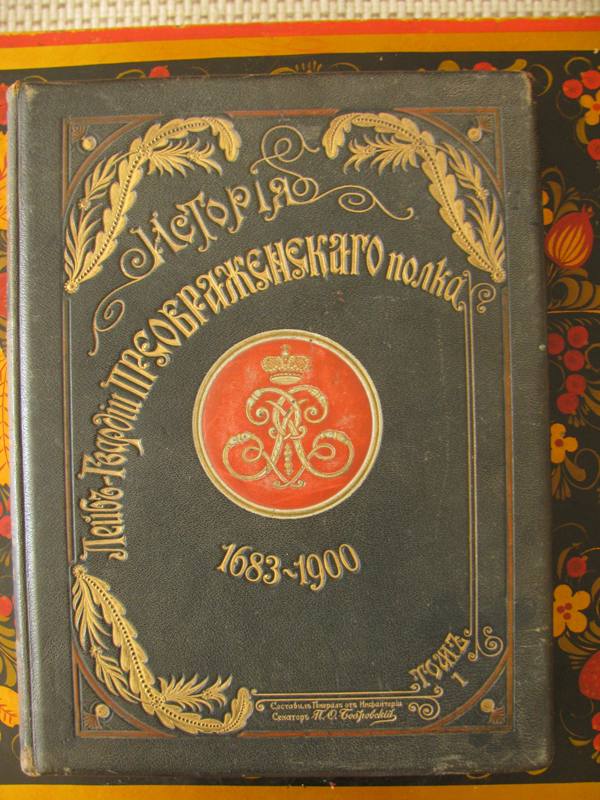 Исторія
Лейбъ-Гвардіи Преображенскаго полка
1683~1900
Томъ
1
Составилъ Генералъ отъ Инфантеріи
Сенаторъ П. О. Бобровскій